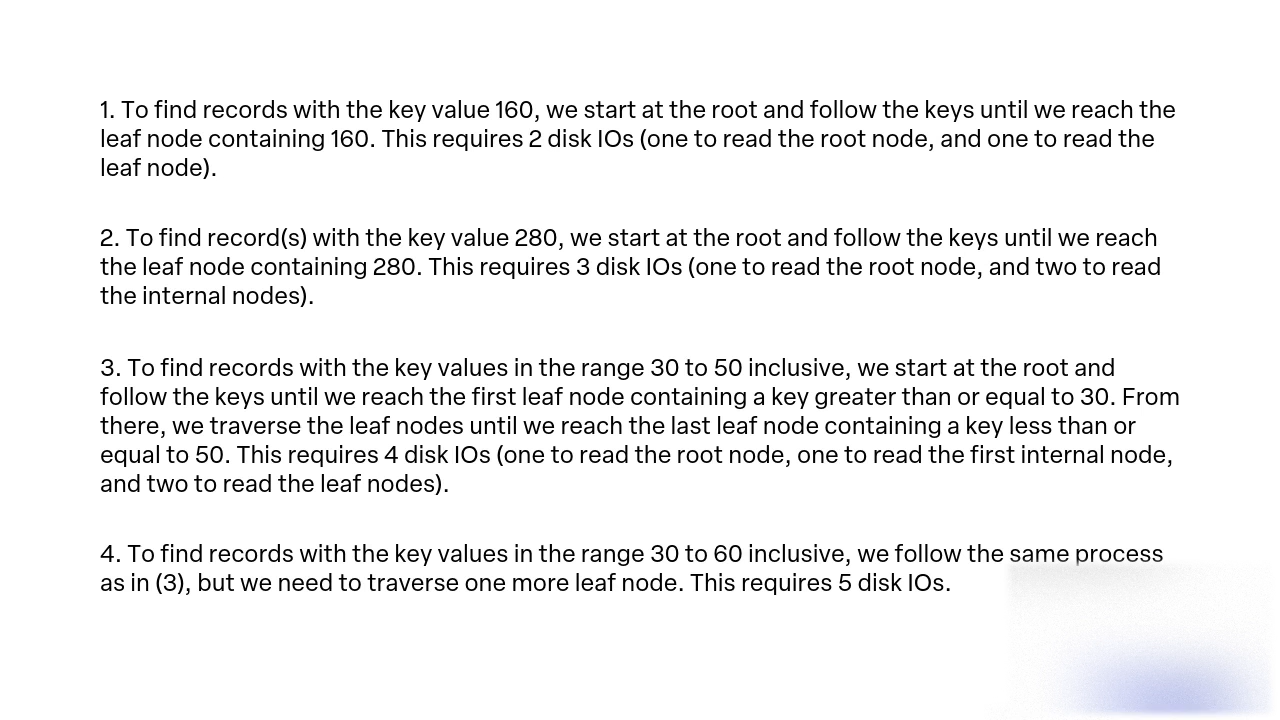 1. To find records with the key value 160, we start at the root and follow the keys until we reach the
leaf node containing 160. This requires 2 disk IOs (one to read the root node, and one to read the
leaf node).
2. To find record(s) with the key value 280, we start at the root and follow the keys until we reach
the leaf node containing 280. This requires 3 disk IOs (one to read the root node, and two to read
the internal nodes).
3. To find records with the key values in the range 30 to 50 inclusive, we start at the root and
follow the keys until we reach the first leaf node containing a key greater than or equal to 30. From
there, we traverse the leaf nodes until we reach the last leaf node containing a key less than or
equal to 50. This requires 4 disk IOs (one to read the root node, one to read the first internal node,
and two to read the leaf nodes).
4. To find records with the key values in the range 30 to 60 inclusive, we follow the same process
as in (3), but we need to traverse one more leaf node. This requires 5 disk IOs.